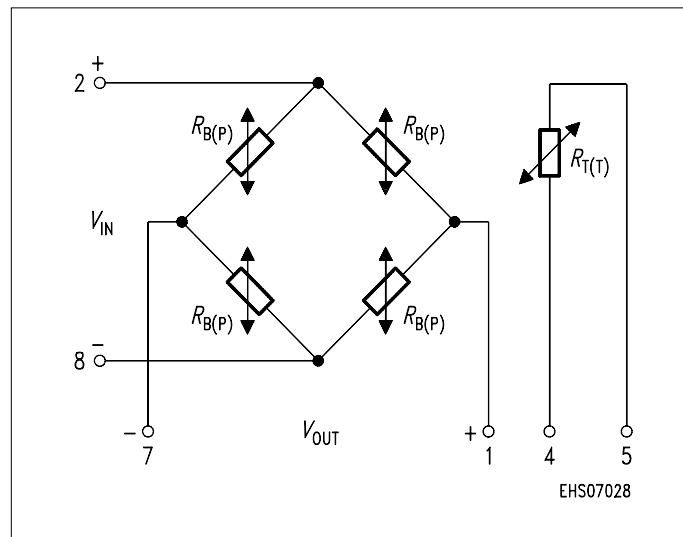 2 +
R_B(P) R_B(P)
R_T(T)
V_IN
R_B(P) R_B(P)
8 −
− V_OUT +
7 1 4 5
EHS07028